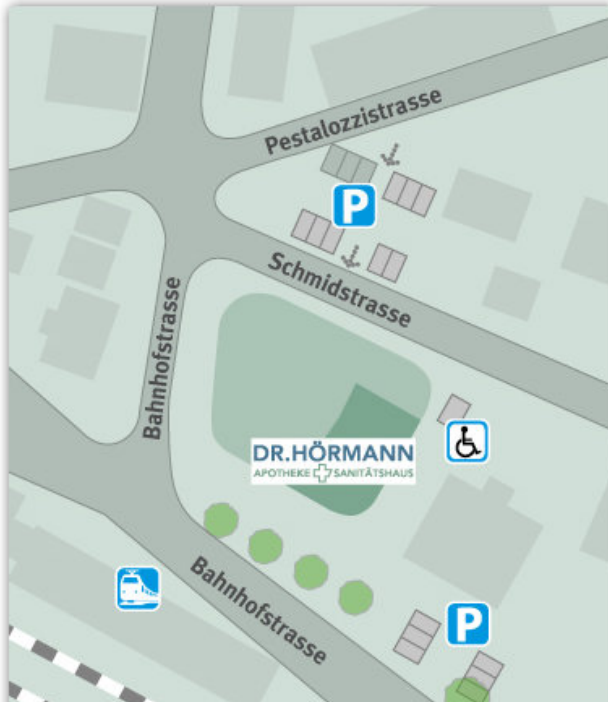 Pestalozzistrasse
P
Schmidstrasse
Bahnhofstrasse
DR.HÖRMANN
APOTHEKE SANITÄTSHAUS
Bahnhofstrasse
P